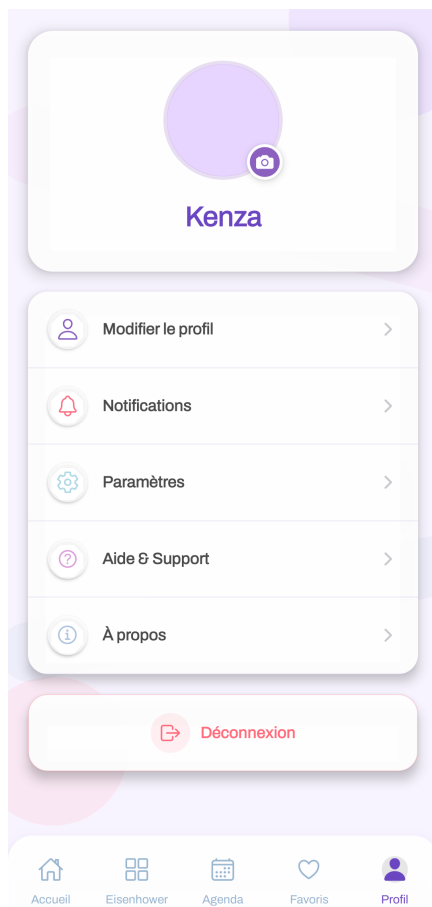 Kenza
Modifier le profil
Notifications
Paramètres
Aide & Support
À propos
Déconnexion
Accueil Eisenhower Agenda Favoris Profil